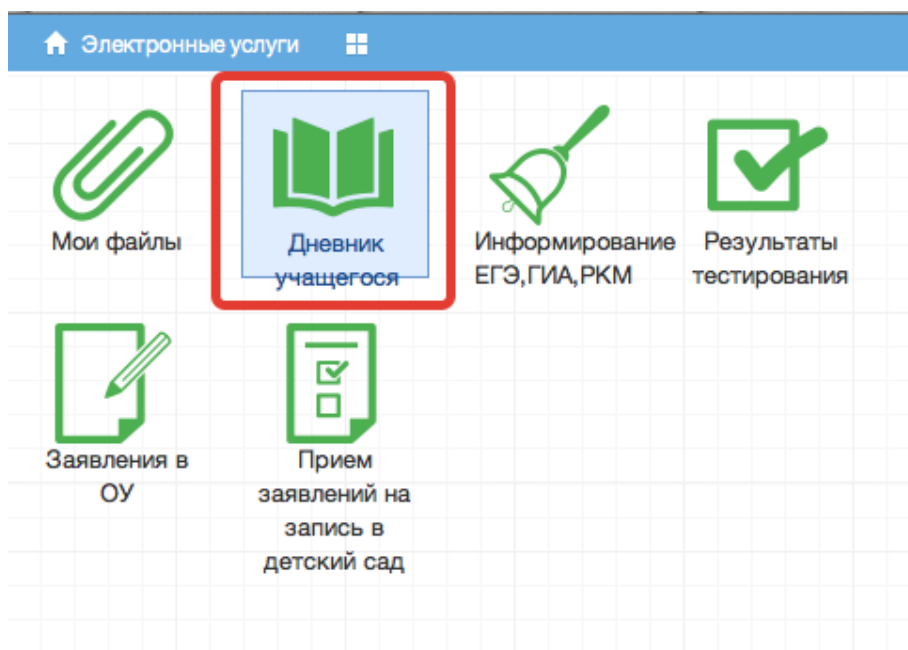 Электронные услуги
Мои файлы
Дневник
учащегося
Информирование
ЕГЭ,ГИА,РКМ
Результаты
тестирования
Заявления в
ОУ
Прием
заявлений на
запись в
детский сад